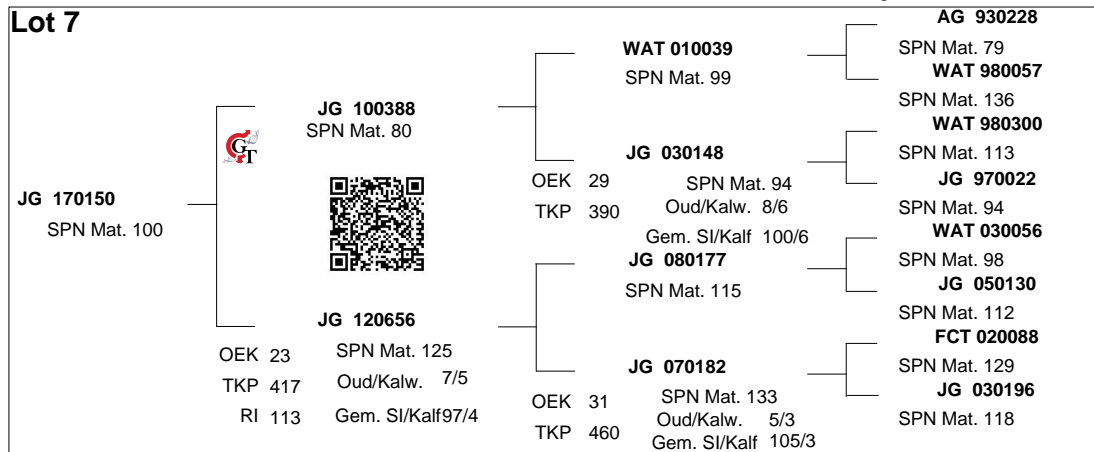 Lot 7
AG 930228
SPN Mat. 79
WAT 010039
SPN Mat. 99
WAT 980057
SPN Mat. 136
JG 100388
SPN Mat. 80
GT
WAT 980300
SPN Mat. 113
JG 030148
OEK 29
SPN Mat. 94
TKP 390
Oud/Kalw. 8/6
Gem. SI/Kalf 100/6
JG 970022
SPN Mat. 94
JG 170150
SPN Mat. 100
WAT 030056
SPN Mat. 98
JG 080177
SPN Mat. 115
JG 050130
SPN Mat. 112
JG 120656
OEK 23
SPN Mat. 125
TKP 417
Oud/Kalw. 7/5
RI 113
Gem. SI/Kalf 97/4
FCT 020088
SPN Mat. 129
JG 070182
OEK 31
SPN Mat. 133
Oud/Kalw. 5/3
TKP 460
Gem. SI/Kalf 105/3
JG 030196
SPN Mat. 118